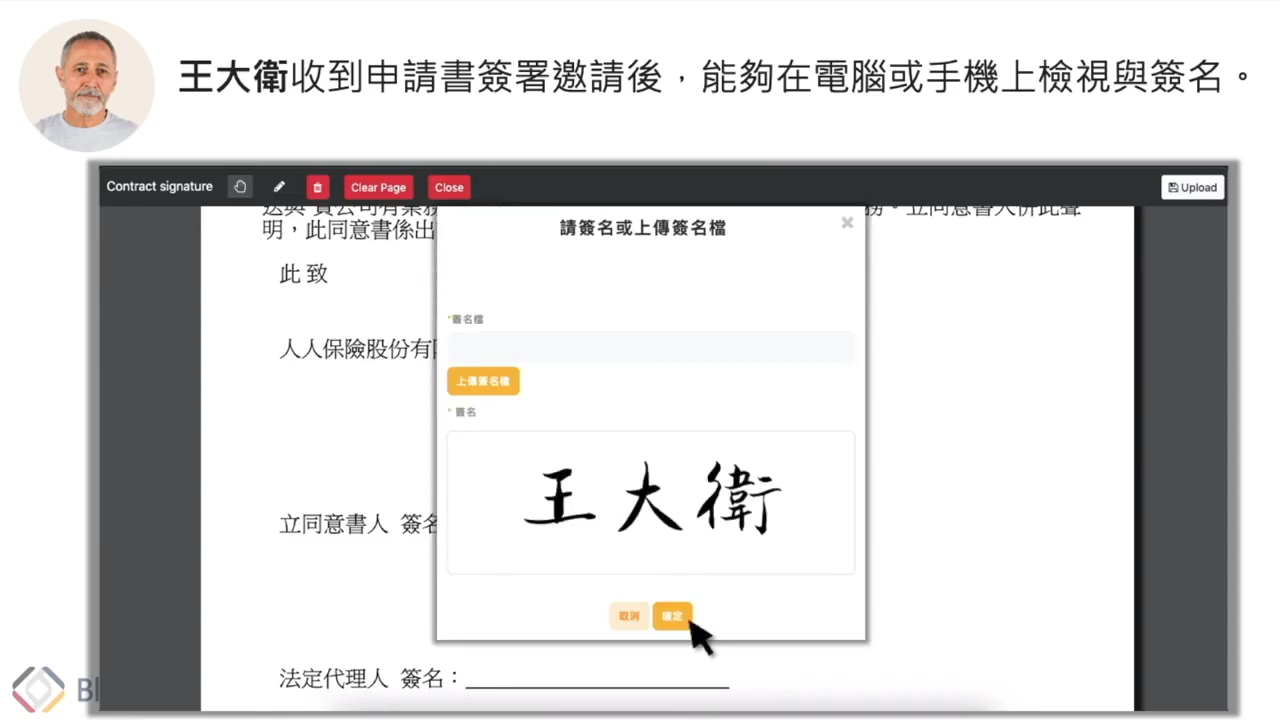 王大衛收到申請書簽署邀請後，能夠在電腦或手機上檢視與簽名。
Contract signature
Clear Page
Close
Upload
明，此同意書係出
請簽名或上傳簽名檔
此 致
*簽名檔
人人保險股份有
上傳簽名檔
* 簽名
王大衛
立同意書人 簽名
取消
確定
法定代理人 簽名：
Bl